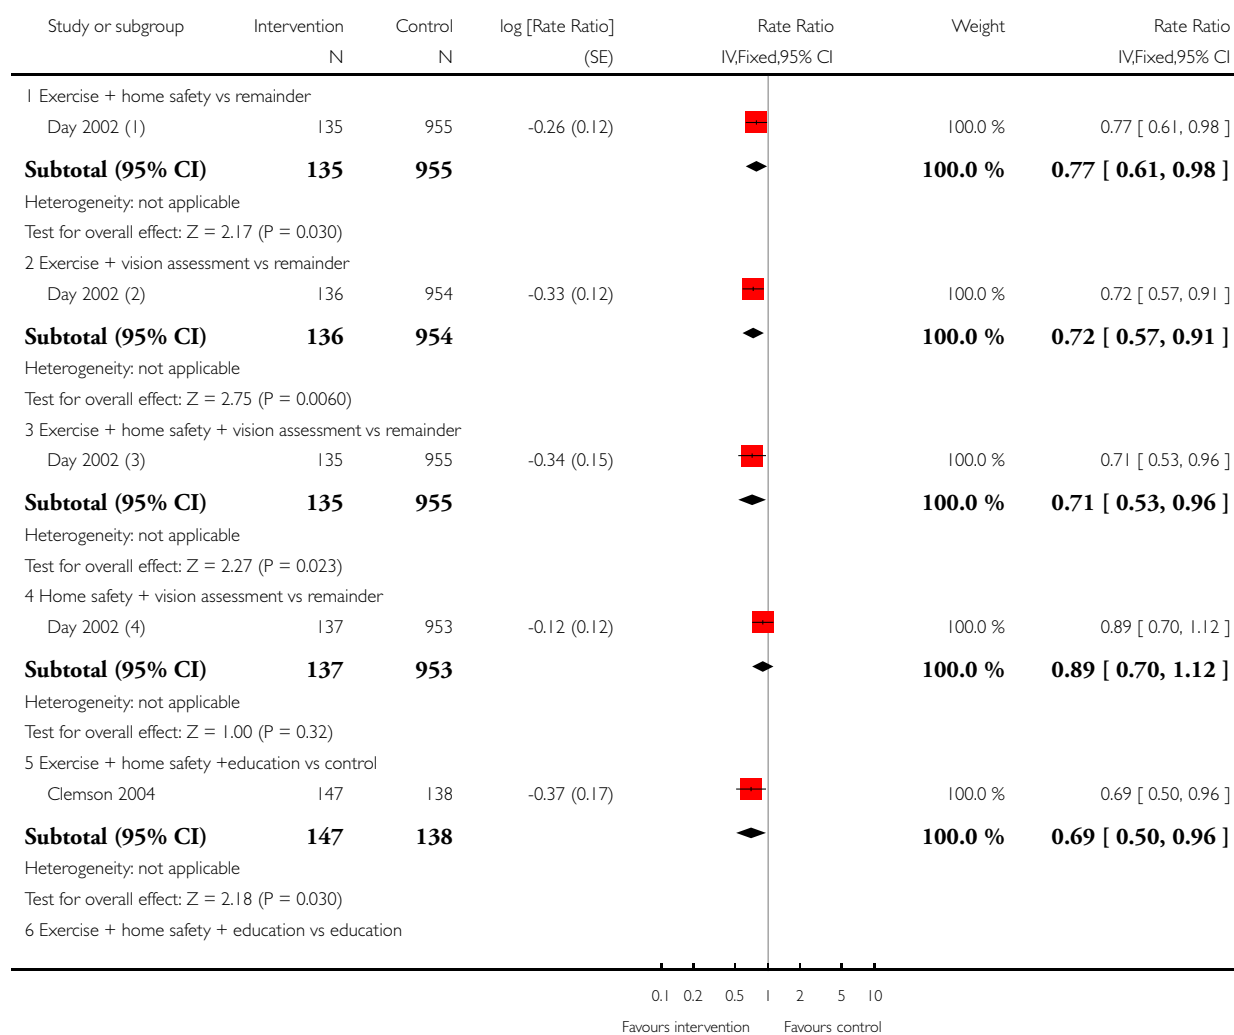 Study or subgroup Intervention Control log [Rate Ratio] Rate Ratio Weight Rate Ratio
N N (SE) IV,Fixed,95% CI IV,Fixed,95% CI
1 Exercise + home safety vs remainder
Day 2002 (1) 135 955 -0.26 (0.12) 100.0 % 0.77 [ 0.61, 0.98 ]
Subtotal (95% CI) 135 955 100.0 % 0.77 [ 0.61, 0.98 ]
Heterogeneity: not applicable
Test for overall effect: Z = 2.17 (P = 0.030)
2 Exercise + vision assessment vs remainder
Day 2002 (2) 136 954 -0.33 (0.12) 100.0 % 0.72 [ 0.57, 0.91 ]
Subtotal (95% CI) 136 954 100.0 % 0.72 [ 0.57, 0.91 ]
Heterogeneity: not applicable
Test for overall effect: Z = 2.75 (P = 0.0060)
3 Exercise + home safety + vision assessment vs remainder
Day 2002 (3) 135 955 -0.34 (0.15) 100.0 % 0.71 [ 0.53, 0.96 ]
Subtotal (95% CI) 135 955 100.0 % 0.71 [ 0.53, 0.96 ]
Heterogeneity: not applicable
Test for overall effect: Z = 2.27 (P = 0.023)
4 Home safety + vision assessment vs remainder
Day 2002 (4) 137 953 -0.12 (0.12) 100.0 % 0.89 [ 0.70, 1.12 ]
Subtotal (95% CI) 137 953 100.0 % 0.89 [ 0.70, 1.12 ]
Heterogeneity: not applicable
Test for overall effect: Z = 1.00 (P = 0.32)
5 Exercise + home safety +education vs control
Clemson 2004 147 138 -0.37 (0.17) 100.0 % 0.69 [ 0.50, 0.96 ]
Subtotal (95% CI) 147 138 100.0 % 0.69 [ 0.50, 0.96 ]
Heterogeneity: not applicable
Test for overall effect: Z = 2.18 (P = 0.030)
6 Exercise + home safety + education vs education
0.1 0.2 0.5 1 2 5 10
Favours intervention Favours control